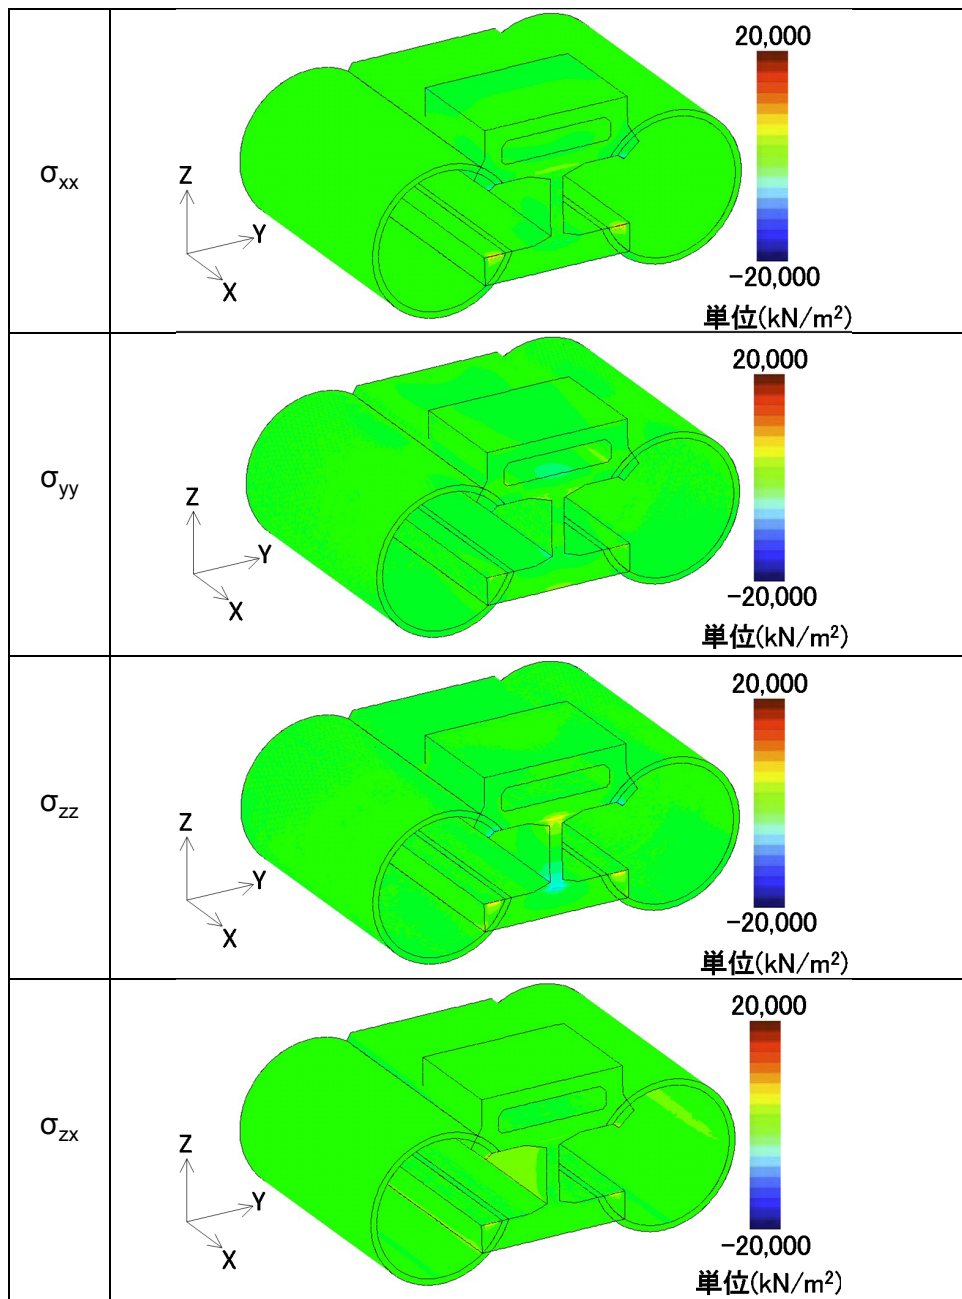 σxx
Z
Y
X
20,000
-20,000
単位(kN/m²)
σyy
Z
Y
X
20,000
-20,000
単位(kN/m²)
σzz
Z
Y
X
20,000
-20,000
単位(kN/m²)
σzx
Z
Y
X
20,000
-20,000
単位(kN/m²)